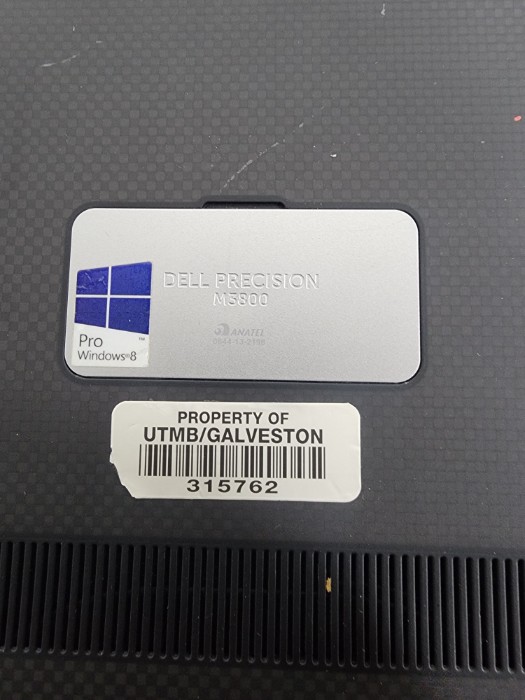 DELL PRECISION
M3800
ANATEL
Pro
Windows 8
PROPERTY OF
UTMB/GALVESTON
315762